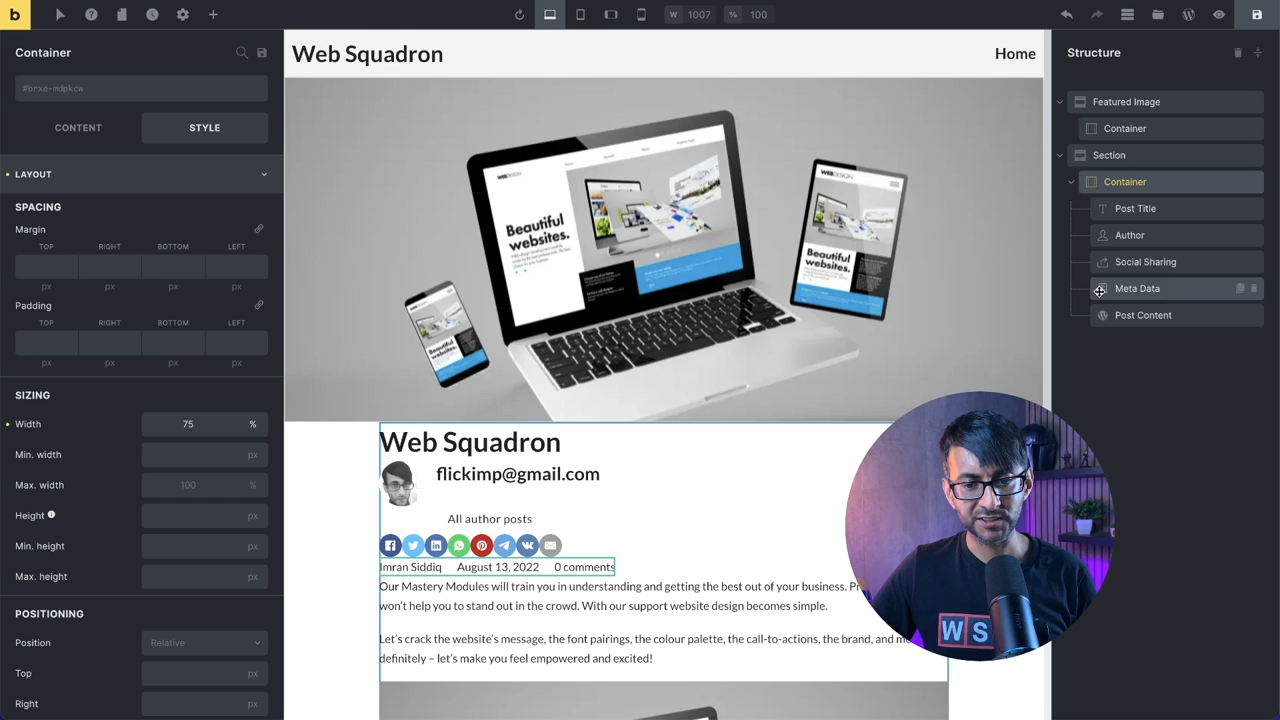 b
W 1007 % 100
Container
#brxe-mdpkcw
CONTENT STYLE
LAYOUT
SPACING
Margin
TOP RIGHT BOTTOM LEFT
px px px px
Padding
TOP RIGHT BOTTOM LEFT
px px px px
SIZING
Width 75 %
Min. width px
Max. width 100 %
Height px
Min. height px
Max. height px
POSITIONING
Position Relative
Top px
Right px
Web Squadron Home
WEBDESIGN
Beautiful
websites.
WEBDESIGN
Beautiful
websites.
Beautiful
websites.
Web Squadron
flickimp@gmail.com
All author posts
Imran Siddiq August 13, 2022 0 comments
Our Mastery Modules will train you in understanding and getting the best out of your business.
won't help you to stand out in the crowd. With our support website design becomes simple.
Let's crack the website's message, the font pairings, the colour palette, the call-to-actions, the brand, and
definitely – let's make you feel empowered and excited!
WS
Structure
Featured Image
Container
Section
Container
Post Title
Author
Social Sharing
Meta Data
Post Content